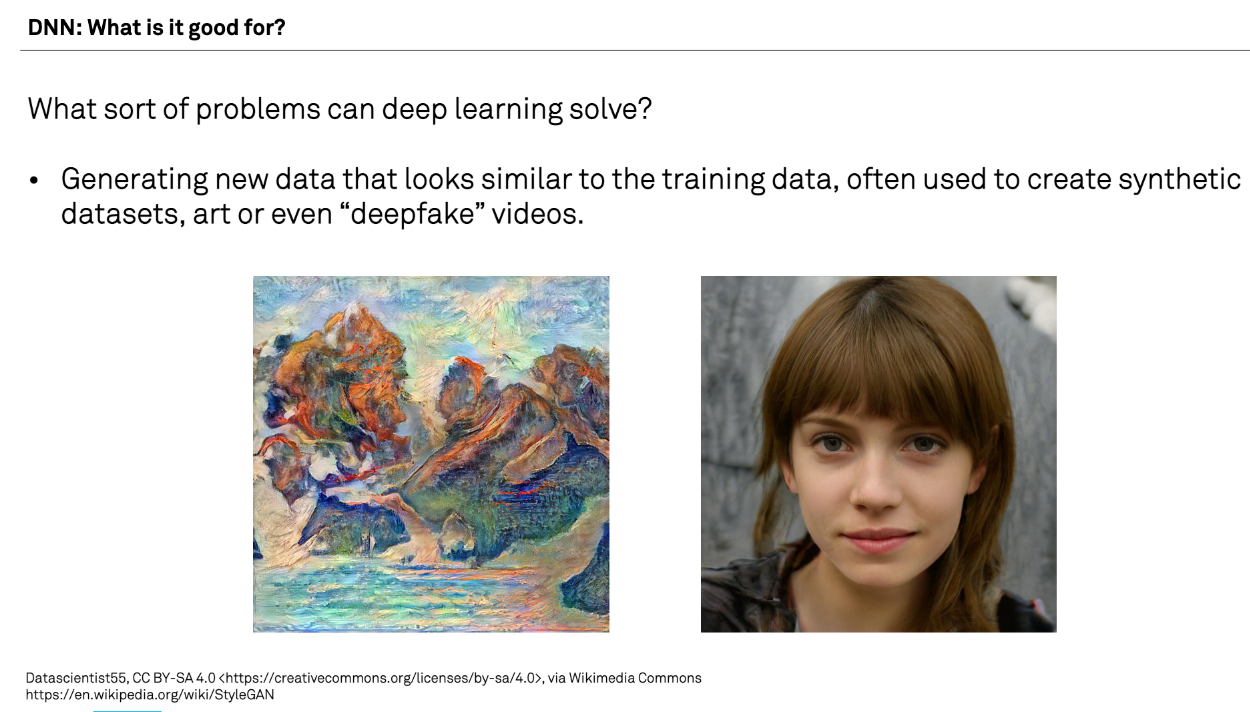 DNN: What is it good for?
What sort of problems can deep learning solve?
• Generating new data that looks similar to the training data, often used to create synthetic
datasets, art or even “deepfake” videos.
Datascientist55, CC BY-SA 4.0 <https://creativecommons.org/licenses/by-sa/4.0>, via Wikimedia Commons
https://en.wikipedia.org/wiki/StyleGAN